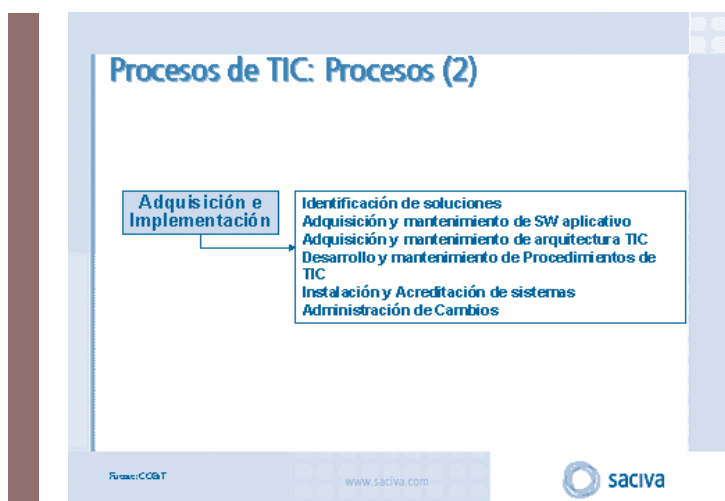 Procesos de TIC: Procesos (2)
Adquisición e
Implementación
Identificación de soluciones
Adquisición y mantenimiento de SW aplicativo
Adquisición y mantenimiento de arquitectura TIC
Desarrollo y mantenimiento de Procedimientos de
TIC
Instalación y Acreditación de sistemas
Administración de Cambios
Fuente: COBIT
www.saciva.com
saciva